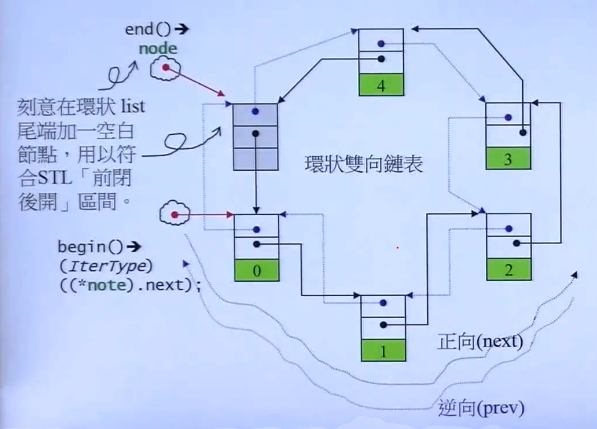 end()→
node
刻意在環狀 list
尾端加一空白
節點，用以符
合STL「前閉
後開」區間。
begin()→
(IterType)
((*note).next);
環狀雙向鏈表
4
3
0
2
1
正向(next)
逆向(prev)